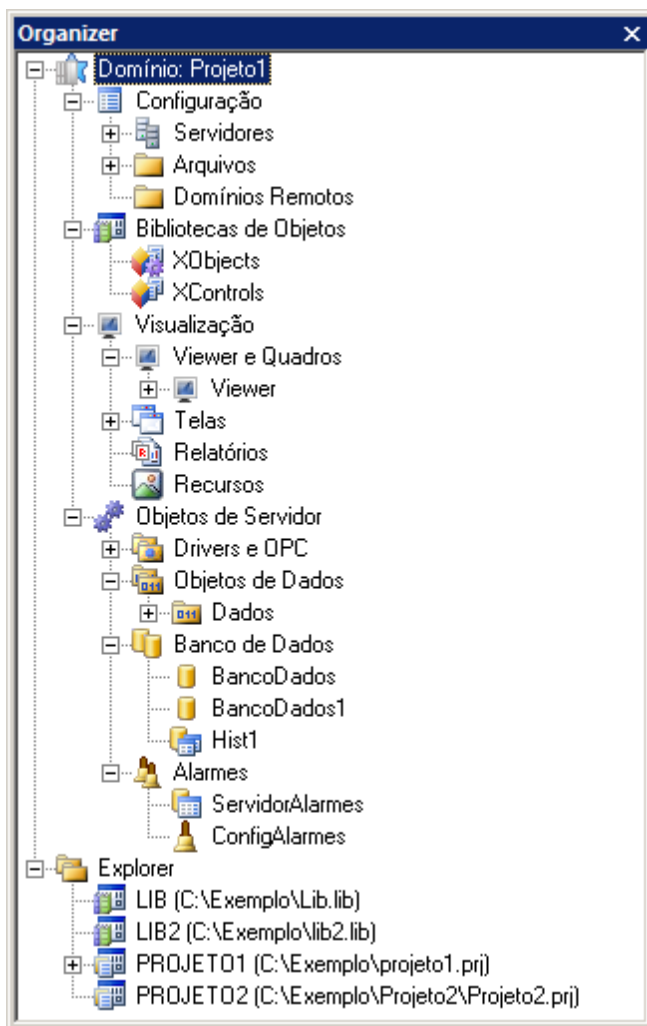 Organizer
Domínio: Projeto1
Configuração
Servidores
Arquivos
Domínios Remotos
Bibliotecas de Objetos
XObjects
XControls
Visualização
Viewer e Quadros
Viewer
Telas
Relatórios
Recursos
Objetos de Servidor
Drivers e OPC
Objetos de Dados
Dados
Banco de Dados
BancoDados
BancoDados1
Hist1
Alarmes
ServidorAlarmes
ConfigAlarmes
Explorer
LIB (C:\Exemplo\Lib.lib)
LIB2 (C:\Exemplo\lib2.lib)
PROJETO1 (C:\Exemplo\projeto1.prj)
PROJETO2 (C:\Exemplo\Projeto2\Projeto2.prj)